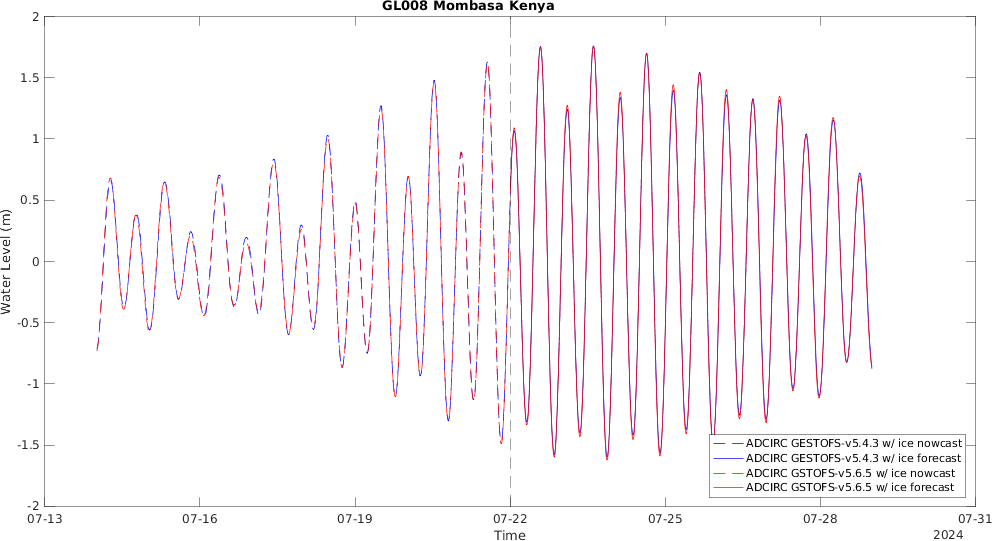 GL008 Mombasa Kenya
2
1.5
1
0.5
0
-0.5
-1
-1.5
-2
Water Level (m)
07-13 07-16 07-19 07-22 07-25 07-28 07-31
Time
2024
ADCIRC GESTOFS-v5.4.3 w/ ice nowcast
ADCIRC GESTOFS-v5.4.3 w/ ice forecast
ADCIRC GSTOFS-v5.6.5 w/ ice nowcast
ADCIRC GSTOFS-v5.6.5 w/ ice forecast